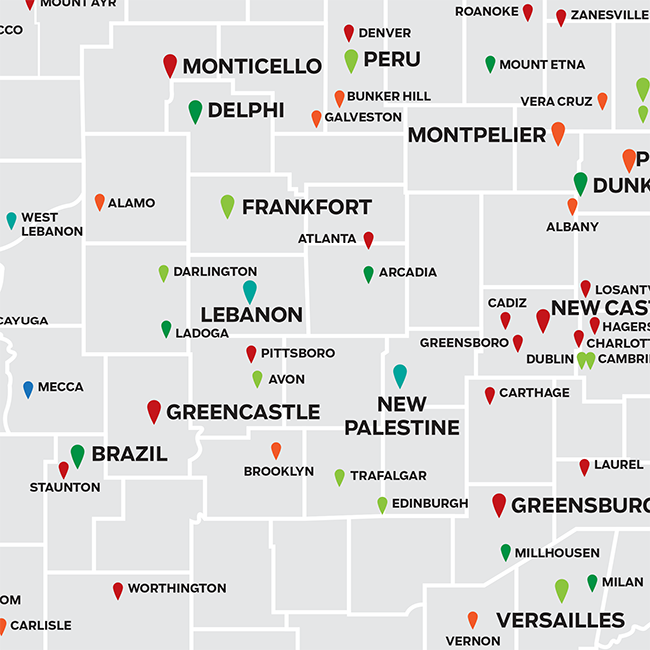 MOUNT AYR
ROANOKE
ZANESVILLE
CCO
DENVER
PERU
MONTICELLO
MOUNT ETNA
BUNKER HILL
VERA CRUZ
DELPHI
GALVESTON
MONTPELIER
P
DUNK
ALAMO
FRANKFORT
WEST
LEBANON
ALBANY
ATLANTA
DARLINGTON
ARCADIA
LOSANTV
CADIZ
LEBANON
NEW CAS
CAYUGA
HAGERS
LADOGA
GREENSBORO
CHARLOTT
PITTSBORO
DUBLIN
CAMBRI
AVON
MECCA
CARTHAGE
NEW
PALESTINE
GREENCASTLE
BRAZIL
BROOKLYN
LAUREL
STAUNTON
TRAFALGAR
EDINBURGH
GREENSBURG
MILLHOUSEN
MILAN
WORTHINGTON
OM
CARLISLE
VERSAILLES
VERNON